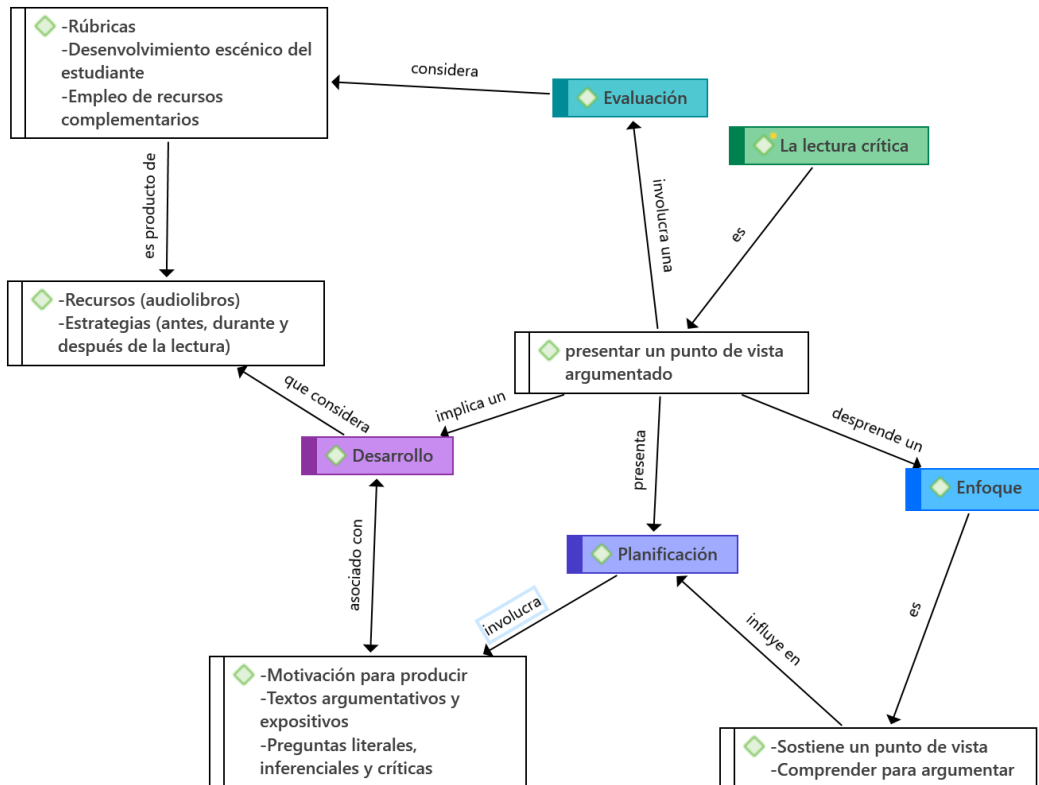 -Rúbricas
-Desenvolvimiento escénico del
estudiante
-Empleo de recursos
complementarios
considera
Evaluación
La lectura crítica
es producto de
involucra una
es
-Recursos (audiolibros)
-Estrategias (antes, durante y
después de la lectura)
presentar un punto de vista
argumentado
que considera
implica un
desprende un
Desarrollo
presenta
Enfoque
asociado con
Planificación
involucra
influye en
es
-Motivación para producir
-Textos argumentativos y
expositivos
-Preguntas literales,
inferenciales y críticas
-Sostiene un punto de vista
-Comprender para argumentar